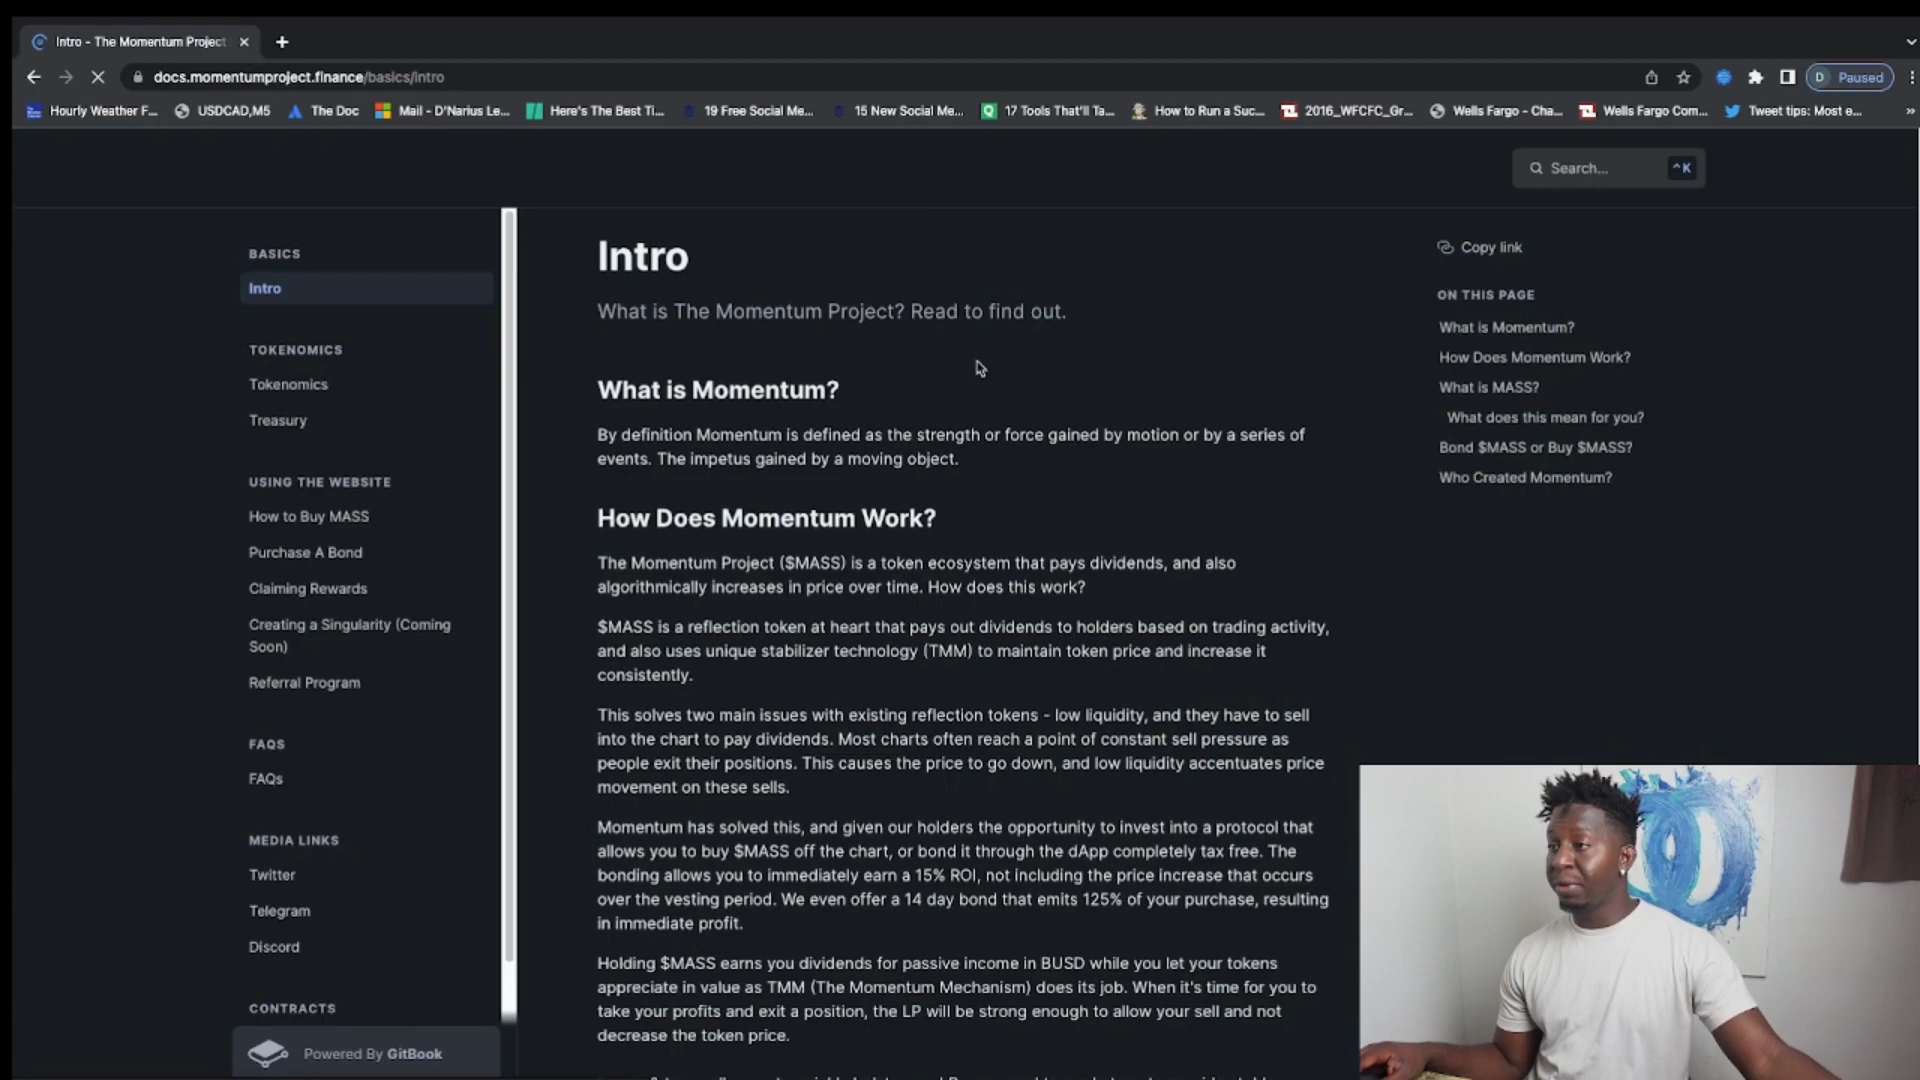 Intro - The Momentum Project
docs.momentumproject.finance/basics/intro
D Paused
Hourly Weather F...
USDCAD,M5
The Doc
Mail - D'Narius Le...
Here's The Best Ti...
19 Free Social Me...
15 New Social Me...
17 Tools That'll Ta...
How to Run a Suc...
2016_WFCFC_Gr...
Wells Fargo - Cha...
Wells Fargo Com...
Tweet tips: Most e...
»
Search...
^K
BASICS
Intro
TOKENOMICS
Tokenomics
Treasury
USING THE WEBSITE
How to Buy MASS
Purchase A Bond
Claiming Rewards
Creating a Singularity (Coming
Soon)
Referral Program
FAQS
FAQs
MEDIA LINKS
Twitter
Telegram
Discord
CONTRACTS
Powered By GitBook
Intro
What is The Momentum Project? Read to find out.
What is Momentum?
By definition Momentum is defined as the strength or force gained by motion or by a series of
events. The impetus gained by a moving object.
How Does Momentum Work?
The Momentum Project ($MASS) is a token ecosystem that pays dividends, and also
algorithmically increases in price over time. How does this work?
$MASS is a reflection token at heart that pays out dividends to holders based on trading activity,
and also uses unique stabilizer technology (TMM) to maintain token price and increase it
consistently.
This solves two main issues with existing reflection tokens - low liquidity, and they have to sell
into the chart to pay dividends. Most charts often reach a point of constant sell pressure as
people exit their positions. This causes the price to go down, and low liquidity accentuates price
movement on these sells.
Momentum has solved this, and given our holders the opportunity to invest into a protocol that
allows you to buy $MASS off the chart, or bond it through the dApp completely tax free. The
bonding allows you to immediately earn a 15% ROI, not including the price increase that occurs
over the vesting period. We even offer a 14 day bond that emits 125% of your purchase, resulting
in immediate profit.
Holding $MASS earns you dividends for passive income in BUSD while you let your tokens
appreciate in value as TMM (The Momentum Mechanism) does its job. When it's time for you to
take your profits and exit a position, the LP will be strong enough to allow your sell and not
decrease the token price.
Copy link
ON THIS PAGE
What is Momentum?
How Does Momentum Work?
What is MASS?
What does this mean for you?
Bond $MASS or Buy $MASS?
Who Created Momentum?